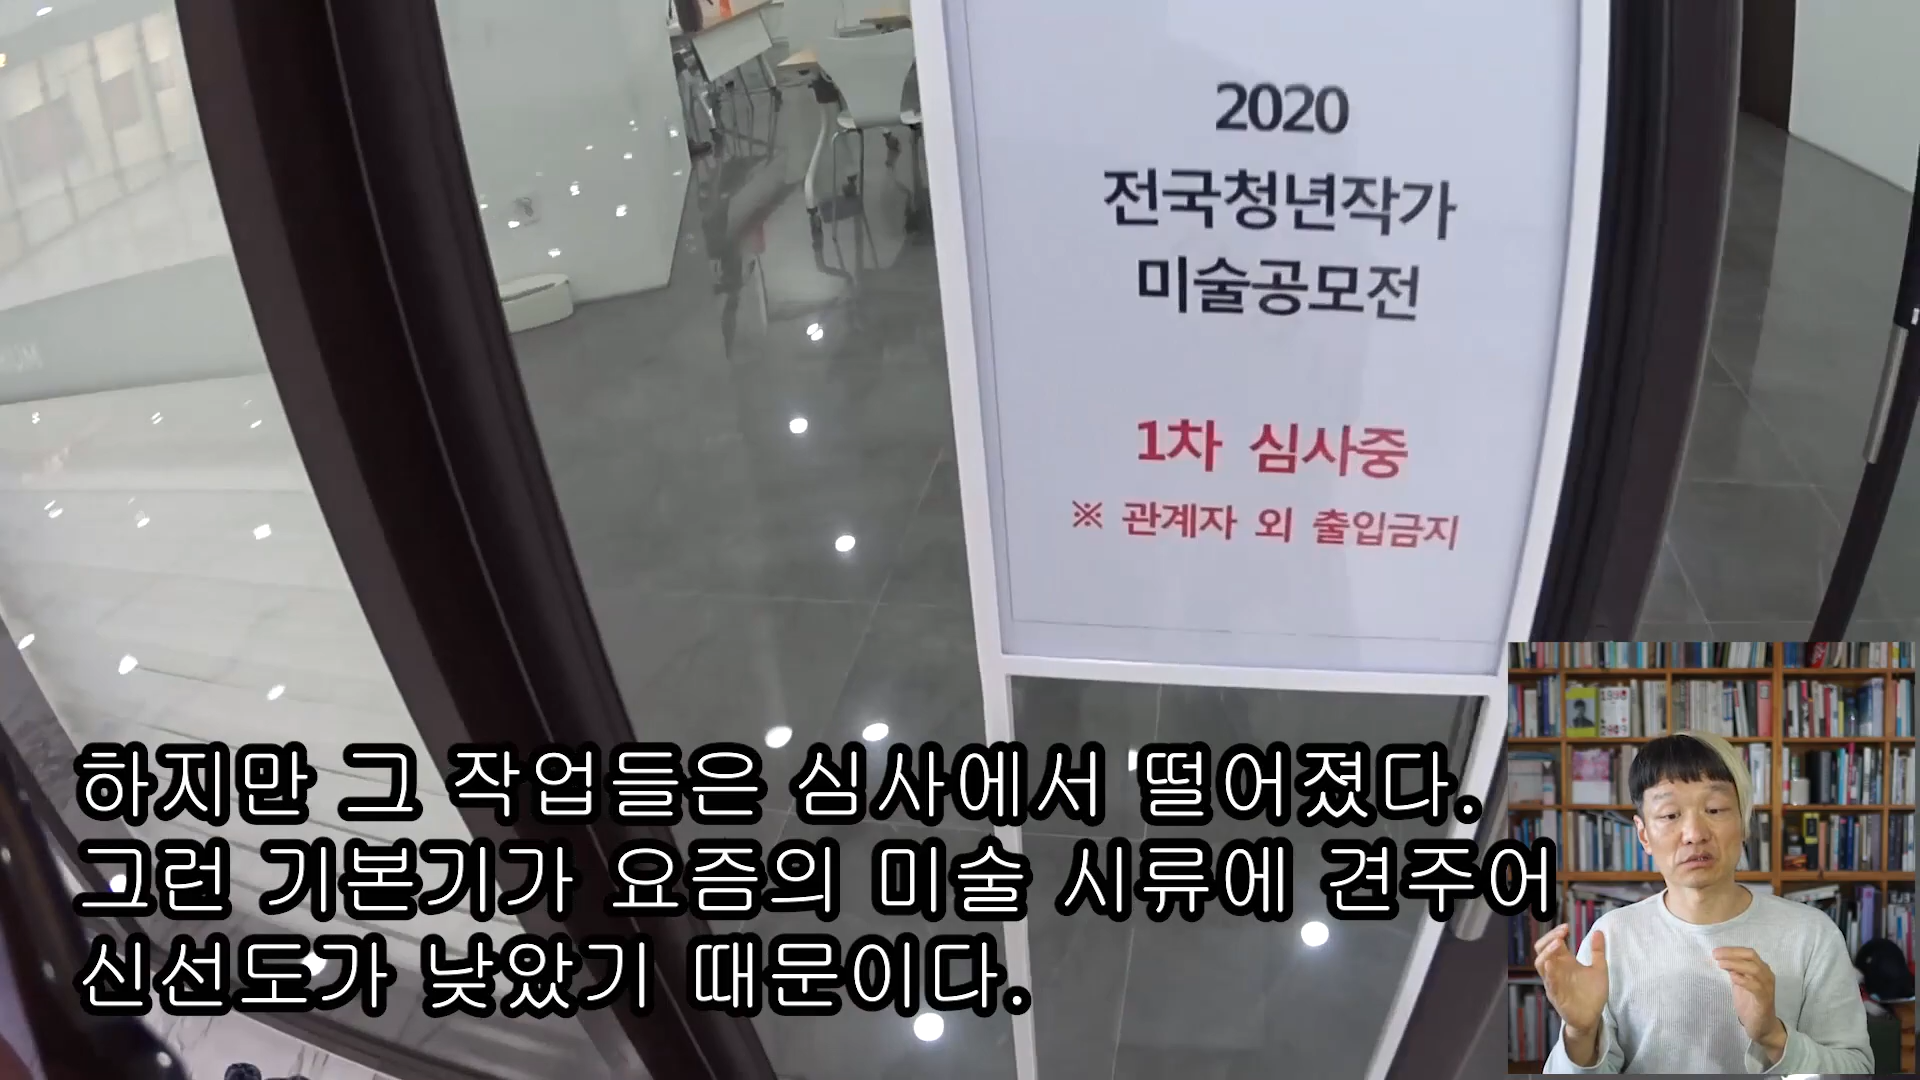 2020
전국청년작가
미술공모전
1차 심사중
※ 관계자 외 출입금지
하지만 그 작업들은 심사에서 떨어졌다.
그런 기본기가 요즘의 미술 시류에 견주어
신선도가 낮았기 때문이다.